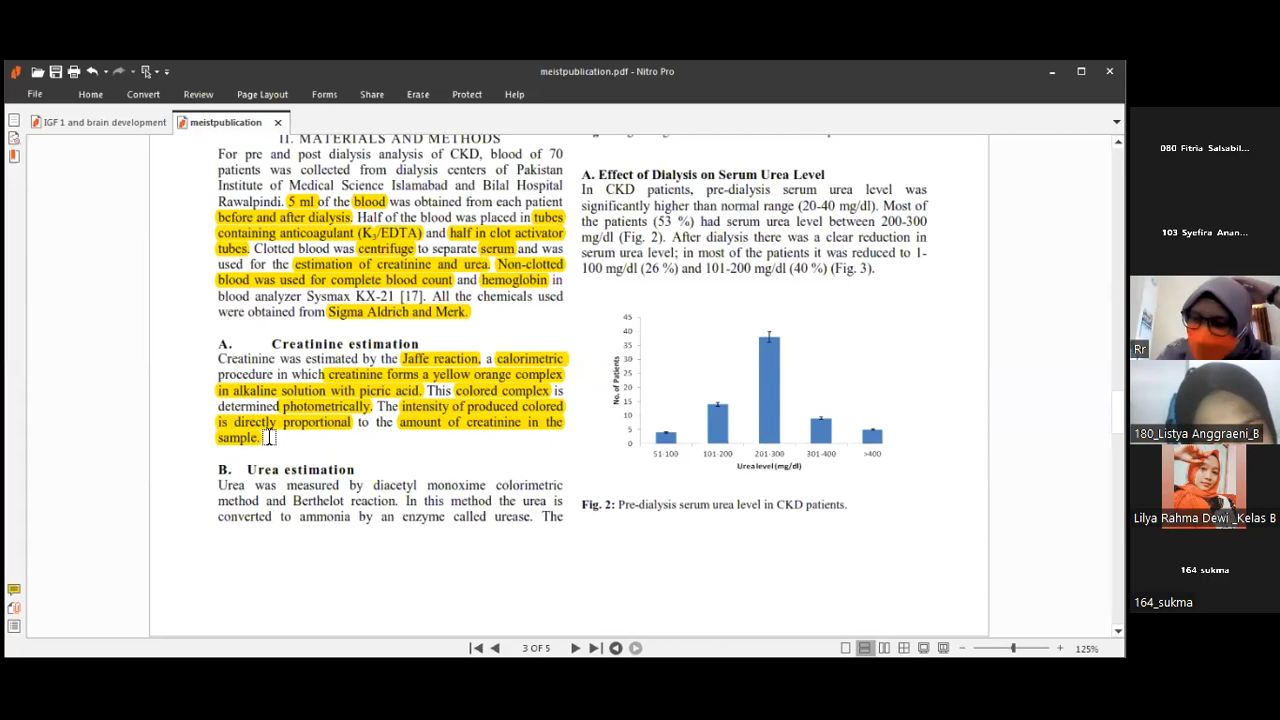 meistpublication.pdf - Nitro Pro
File
Home
Convert
Review
Page Layout
Forms
Share
Erase
Protect
Help
IGF 1 and brain development
meistpublication
II. MATERIALS AND METHODS
For pre and post dialysis analysis of CKD, blood of 70
patients was collected from dialysis centers of Pakistan
Institute of Medical Science Islamabad and Bilal Hospital
Rawalpindi. 5 ml of the blood was obtained from each patient
before and after dialysis. Half of the blood was placed in tubes
containing anticoagulant (K3/EDTA) and half in clot activator
tubes. Clotted blood was centrifuge to separate serum and was
used for the estimation of creatinine and urea. Non-clotted
blood was used for complete blood count and hemoglobin in
blood analyzer Sysmax KX-21 [17]. All the chemicals used
were obtained from Sigma Aldrich and Merk.
A. Creatinine estimation
Creatinine was estimated by the Jaffe reaction, a calorimetric
procedure in which creatinine forms a yellow orange complex
in alkaline solution with picric acid. This colored complex is
determined photometrically. The intensity of produced colored
is directly proportional to the amount of creatinine in the
sample.
B. Urea estimation
Urea was measured by diacetyl monoxime colorimetric
method and Berthelot reaction. In this method the urea is
converted to ammonia by an enzyme called urease. The
A. Effect of Dialysis on Serum Urea Level
In CKD patients, pre-dialysis serum urea level was
significantly higher than normal range (20-40 mg/dl). Most of
the patients (53 %) had serum urea level between 200-300
mg/dl (Fig. 2). After dialysis there was a clear reduction in
serum urea level; in most of the patients it was reduced to 1-
100 mg/dl (26 %) and 101-200 mg/dl (40 %) (Fig. 3).
No. of Patients
45
40
35
30
25
20
15
10
5
0
51-100
101-200
201-300
301-400
>400
Urea level (mg/dl)
Fig. 2: Pre-dialysis serum urea level in CKD patients.
3 OF 5
125%
080 Fitria Salsabil...
103 Syefira Anan...
Rr
180_Listya Anggraeni_B
Lilya Rahma Dewi _Kelas B
164 sukma
164_sukma